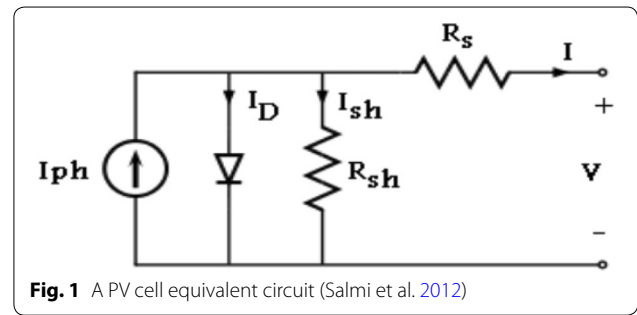 Rs
I
ID
Ish
+
Iph
Rsh
V
–
Fig. 1 A PV cell equivalent circuit (Salmi et al. 2012)